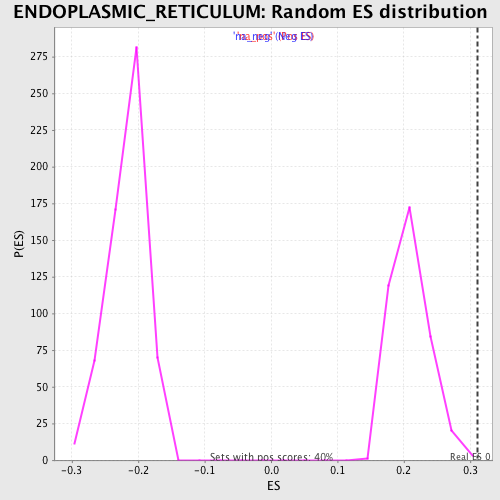 ENDOPLASMIC_RETICULUM: Random ES distribution
275
250
225
200
175
150
125
100
75
50
25
0
P(ES)
Sets with pos scores: 40%
Real ES 0
-0.3 -0.2 -0.1 0.0 0.1 0.2 0.3
ES